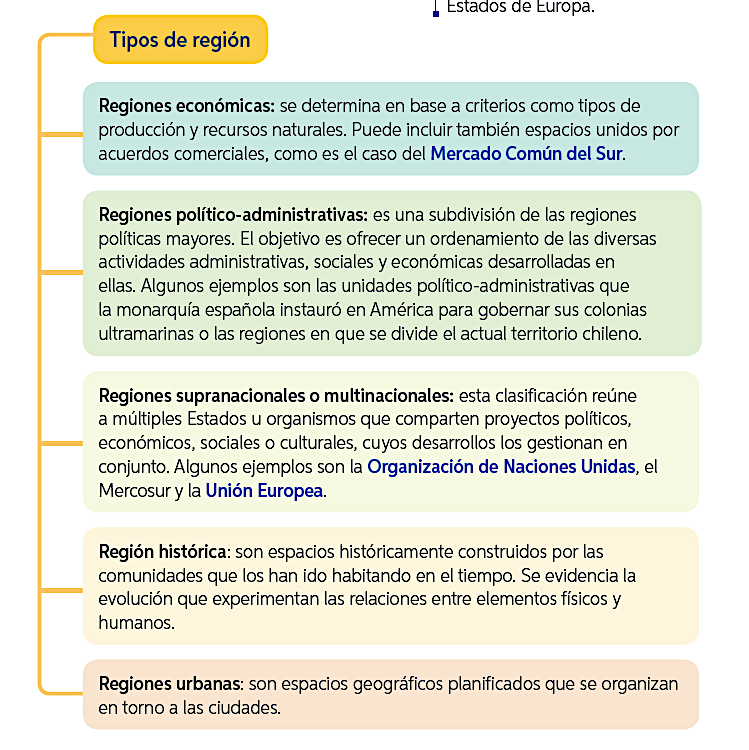 Estados de Europa.
Tipos de región
Regiones económicas: se determina en base a criterios como tipos de
producción y recursos naturales. Puede incluir también espacios unidos por
acuerdos comerciales, como es el caso del Mercado Común del Sur.
Regiones político-administrativas: es una subdivisión de las regiones
políticas mayores. El objetivo es ofrecer un ordenamiento de las diversas
actividades administrativas, sociales y económicas desarrolladas en
ellas. Algunos ejemplos son las unidades político-administrativas que
la monarquía española instauró en América para gobernar sus colonias
ultramarinas o las regiones en que se divide el actual territorio chileno.
Regiones supranacionales o multinacionales: esta clasificación reúne
a múltiples Estados u organismos que comparten proyectos políticos,
económicos, sociales o culturales, cuyos desarrollos los gestionan en
conjunto. Algunos ejemplos son la Organización de Naciones Unidas, el
Mercosur y la Unión Europea.
Región histórica: son espacios históricamente construidos por las
comunidades que los han ido habitando en el tiempo. Se evidencia la
evolución que experimentan las relaciones entre elementos físicos y
humanos.
Regiones urbanas: son espacios geográficos planificados que se organizan
en torno a las ciudades.